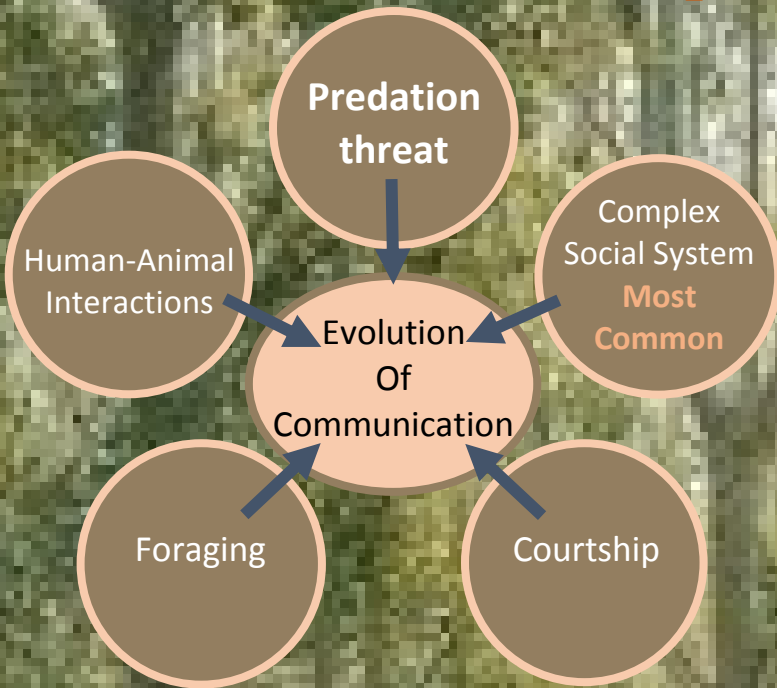 Predation
threat
Human-Animal
Interactions
Complex
Social System
Most
Common
Evolution
Of
Communication
Foraging
Courtship